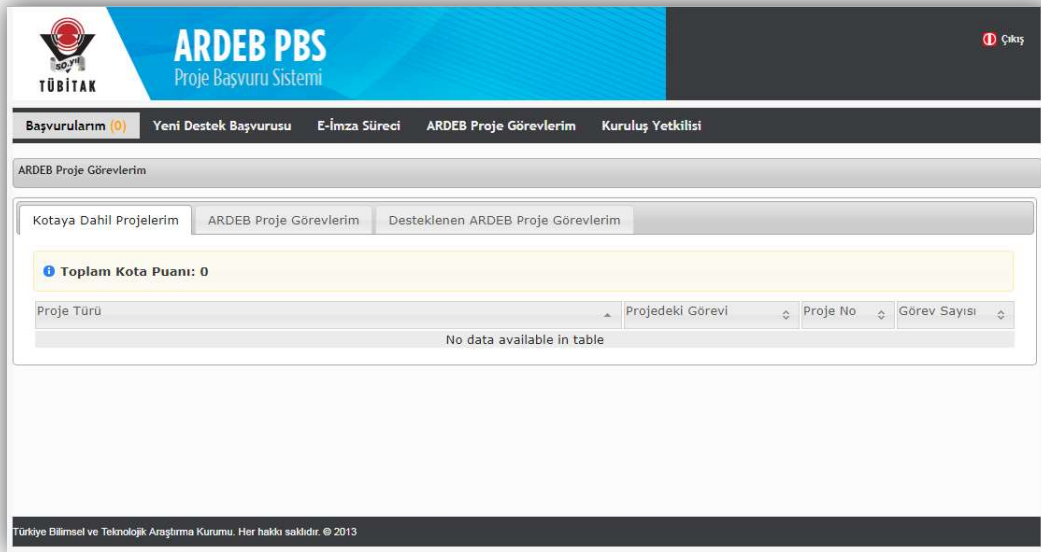 50.yıl
TÜBİTAK
ARDEB PBS
Proje Başvuru Sistemi
Çıkış
Başvurularım (0) Yeni Destek Başvurusu E-İmza Süreci ARDEB Proje Görevlerim Kuruluş Yetkilisi
ARDEB Proje Görevlerim
Kotaya Dahil Projelerim ARDEB Proje Görevlerim Desteklenen ARDEB Proje Görevlerim
Toplam Kota Puanı: 0
Proje Türü Projedeki Görevi Proje No Görev Sayısı
No data available in table
Türkiye Bilimsel ve Teknolojik Araştırma Kurumu. Her hakkı saklıdır. © 2013